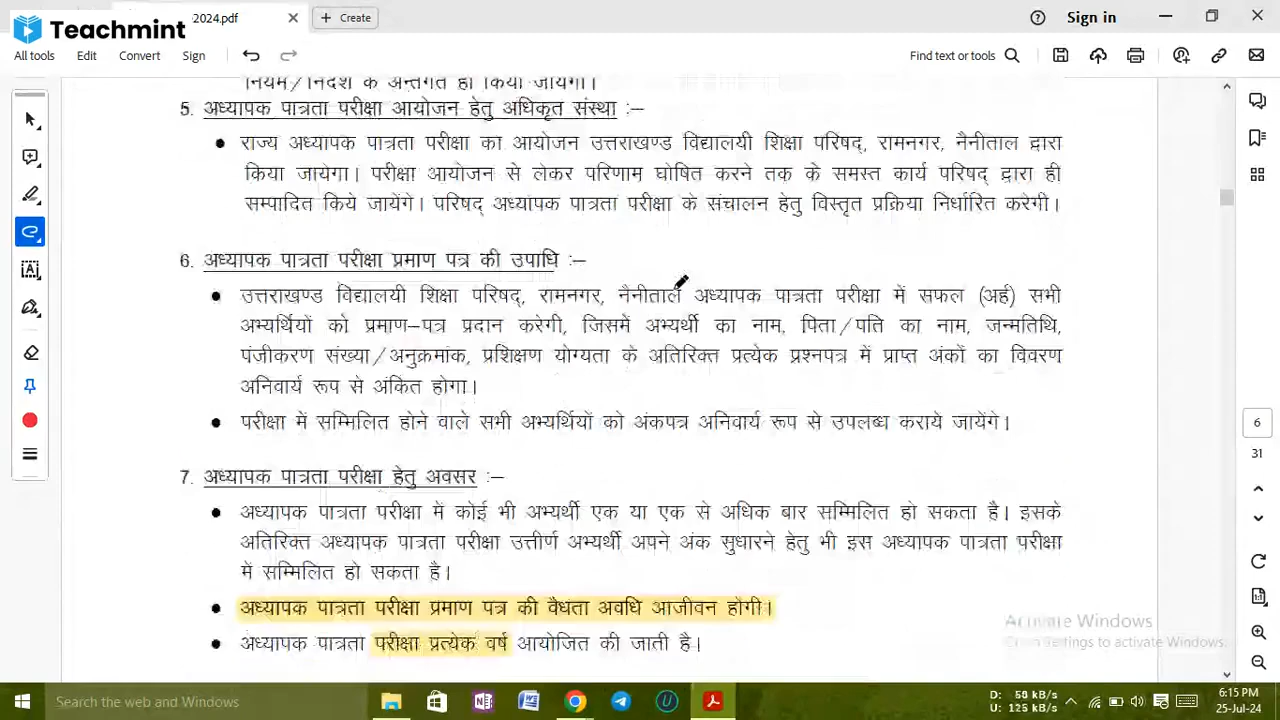 Teachmint
2024.pdf
Create
Sign in
All tools
Edit
Convert
Sign
Find text or tools
नियम/निर्देश के अन्तर्गत ही किया जायेगा।
5. अध्यापक पात्रता परीक्षा आयोजन हेतु अधिकृत संस्था :–
● राज्य अध्यापक पात्रता परीक्षा का आयोजन उत्तराखण्ड विद्यालयी शिक्षा परिषद्, रामनगर, नैनीताल द्वारा
किया जायेगा। परीक्षा आयोजन से लेकर परिणाम घोषित करने तक के समस्त कार्य परिषद् द्वारा ही
सम्पादित किये जायेंगे। परिषद् अध्यापक पात्रता परीक्षा के संचालन हेतु विस्तृत प्रक्रिया निर्धारित करेगी।
6. अध्यापक पात्रता परीक्षा प्रमाण पत्र की उपाधि :–
● उत्तराखण्ड विद्यालयी शिक्षा परिषद्, रामनगर, नैनीताल अध्यापक पात्रता परीक्षा में सफल (अर्ह) सभी
अभ्यर्थियों को प्रमाण–पत्र प्रदान करेगी, जिसमें अभ्यर्थी का नाम, पिता/पति का नाम, जन्मतिथि,
पंजीकरण संख्या/अनुक्रमांक, प्रशिक्षण योग्यता के अतिरिक्त प्रत्येक प्रश्नपत्र में प्राप्त अंकों का विवरण
अनिवार्य रूप से अंकित होगा।
● परीक्षा में सम्मिलित होने वाले सभी अभ्यर्थियों को अंकपत्र अनिवार्य रूप से उपलब्ध कराये जायेंगे।
7. अध्यापक पात्रता परीक्षा हेतु अवसर :–
● अध्यापक पात्रता परीक्षा में कोई भी अभ्यर्थी एक या एक से अधिक बार सम्मिलित हो सकता है। इसके
अतिरिक्त अध्यापक पात्रता परीक्षा उत्तीर्ण अभ्यर्थी अपने अंक सुधारने हेतु भी इस अध्यापक पात्रता परीक्षा
में सम्मिलित हो सकता है।
● अध्यापक पात्रता परीक्षा प्रमाण पत्र की वैधता अवधि आजीवन होगी।
● अध्यापक पात्रता परीक्षा प्रत्येक वर्ष आयोजित की जाती है।
6
31
Activate Windows
Settings to activate Windows.
Search the web and Windows
D: 58 kB/s
U: 125 kB/s
6:15 PM
25-Jul-24